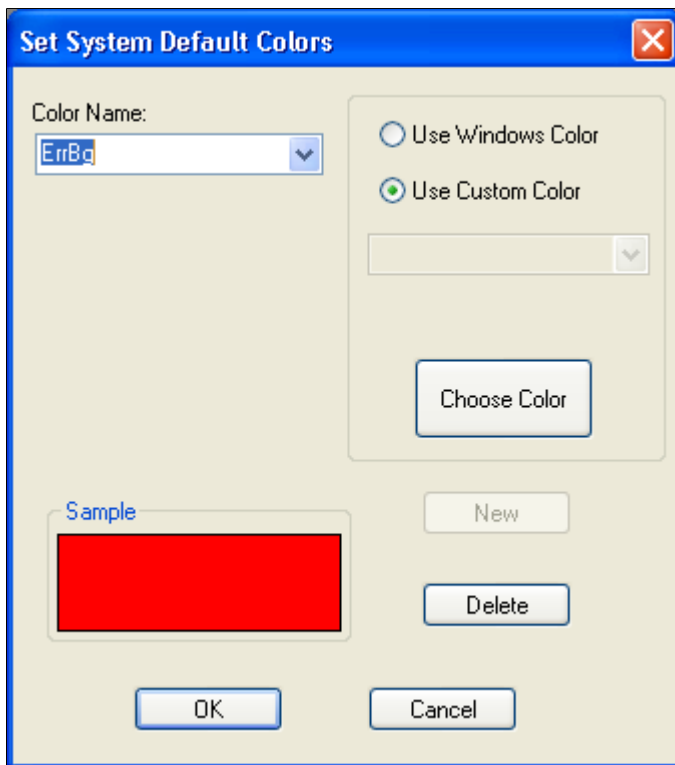 Set System Default Colors
Color Name:
ErrBg
Use Windows Color
Use Custom Color
Choose Color
Sample
New
Delete
OK
Cancel